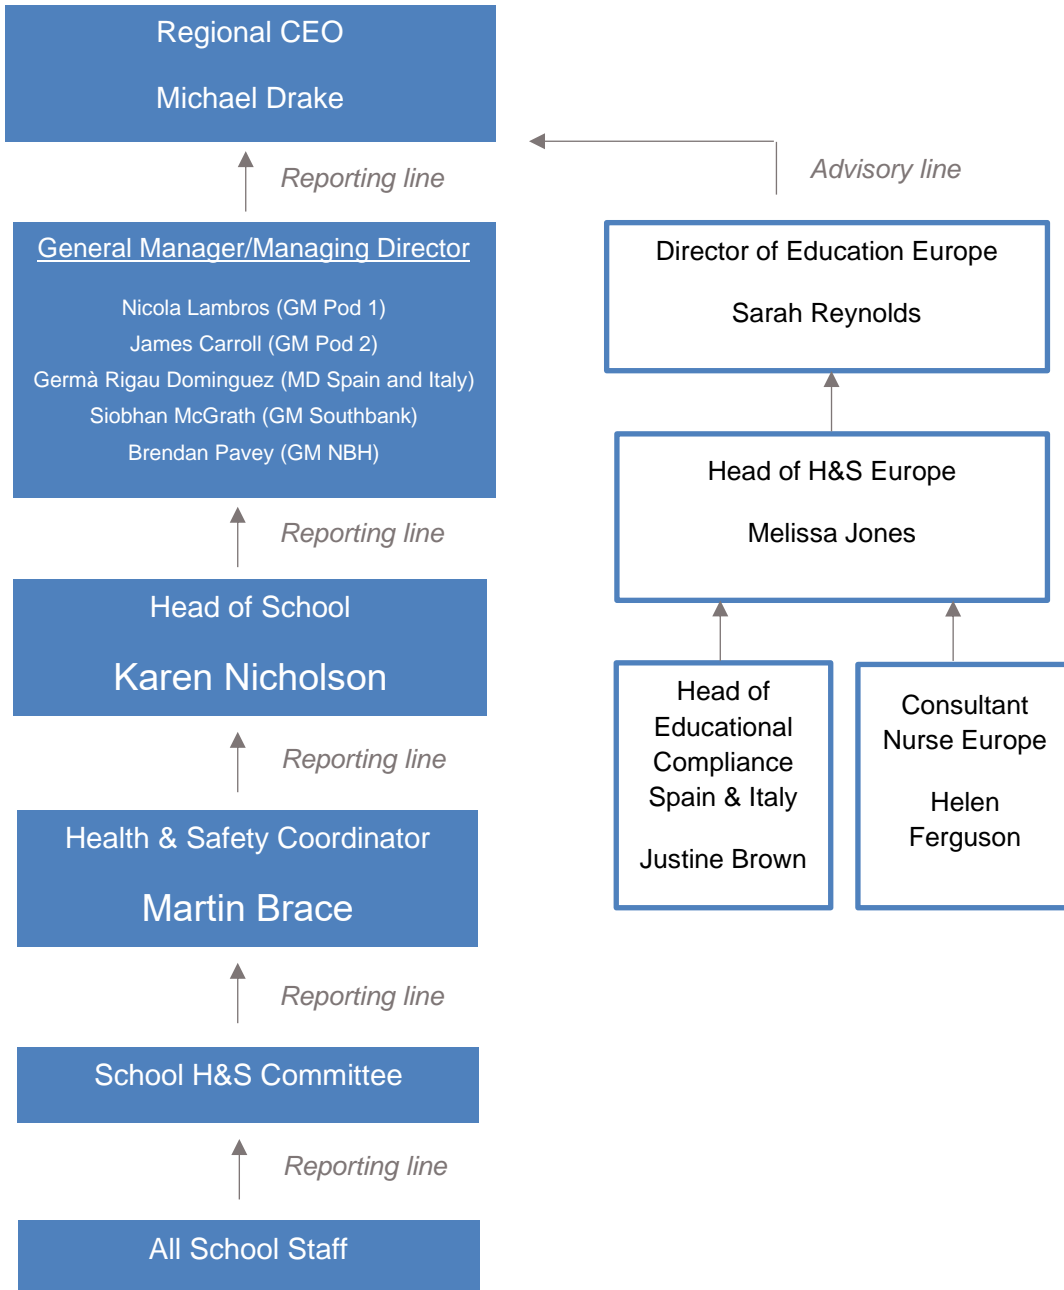 Regional CEO
Michael Drake
Reporting line
Advisory line
General Manager/Managing Director
Nicola Lambros (GM Pod 1)
James Carroll (GM Pod 2)
Germà Rigau Dominguez (MD Spain and Italy)
Siobhan McGrath (GM Southbank)
Brendan Pavey (GM NBH)
Director of Education Europe
Sarah Reynolds
Reporting line
Head of H&S Europe
Melissa Jones
Head of School
Karen Nicholson
Reporting line
Head of
Educational
Compliance
Spain & Italy
Justine Brown
Consultant
Nurse Europe
Helen
Ferguson
Health & Safety Coordinator
Martin Brace
Reporting line
School H&S Committee
Reporting line
All School Staff